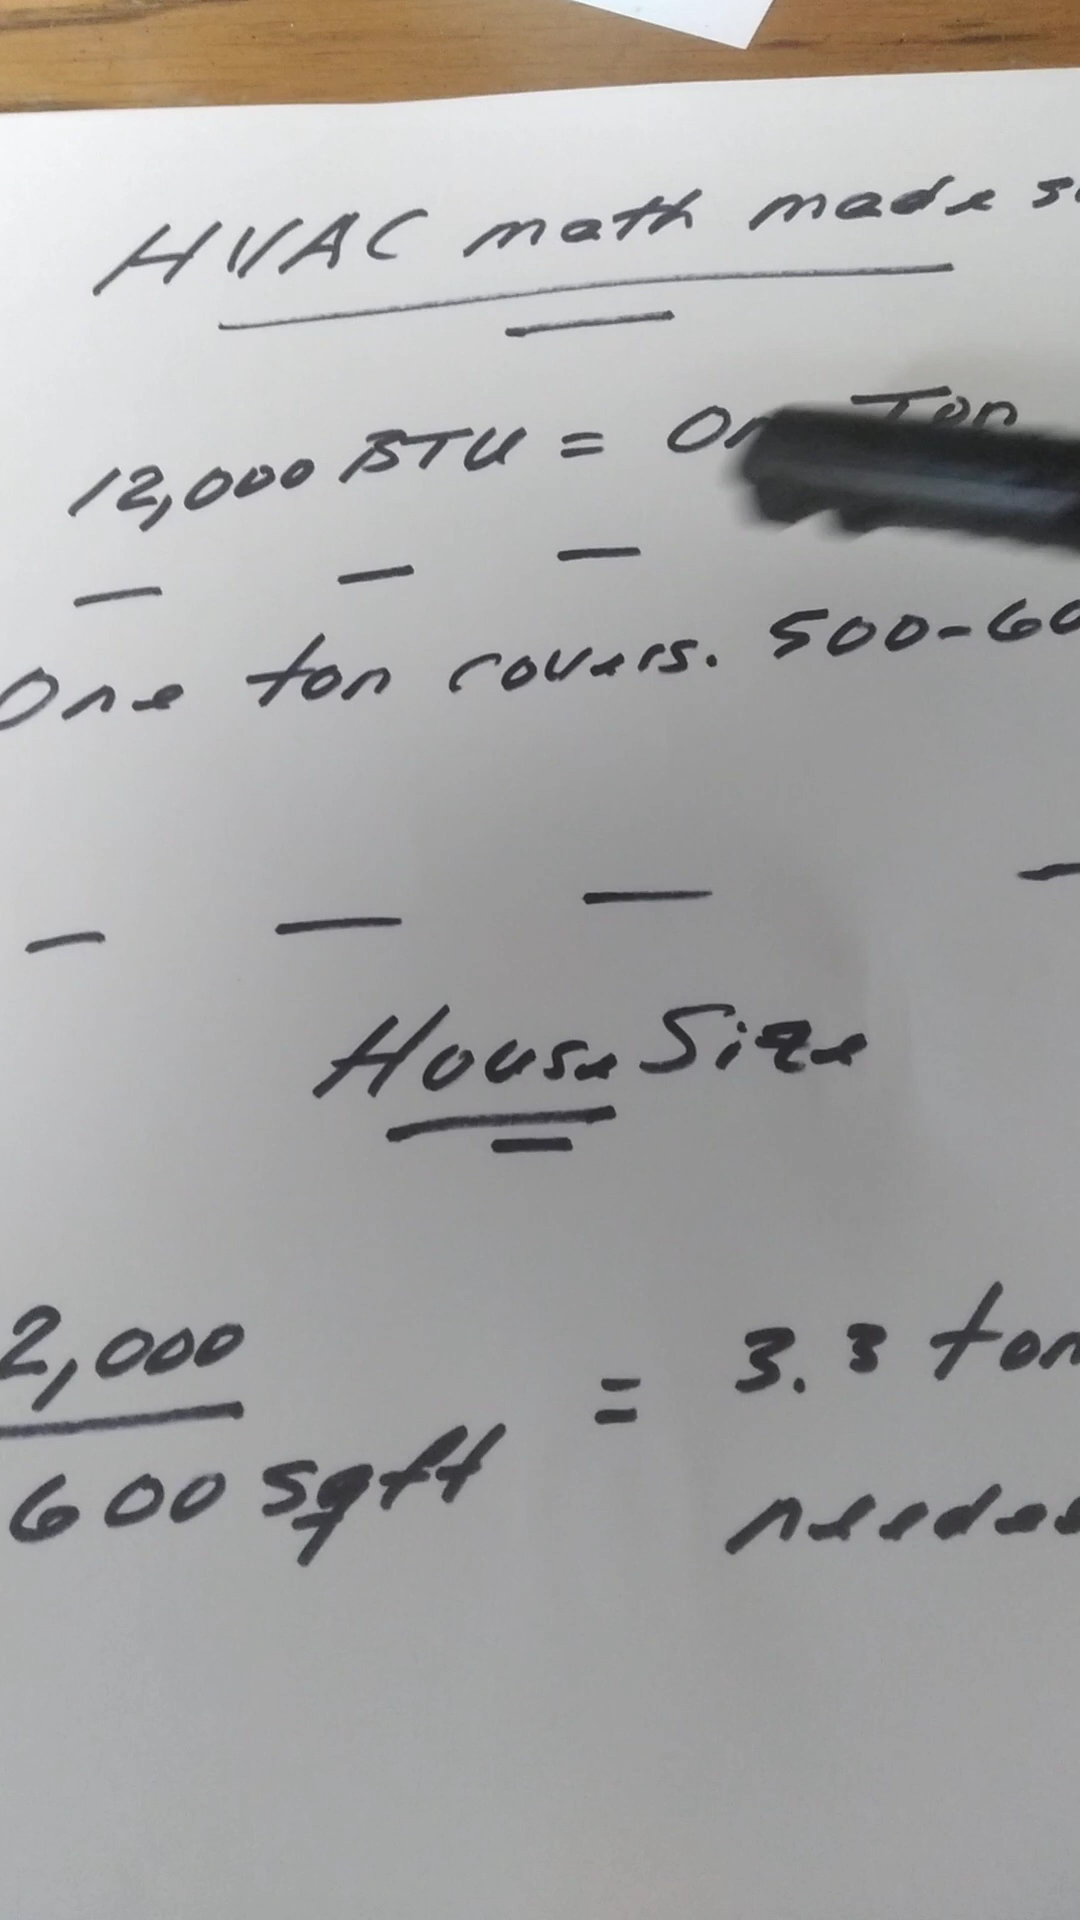 HVAC math made s
12,000 BTU = On Ton
One ton covers. 500-60
House Size
2,000
600 sqft
= 3.3 ton
needed